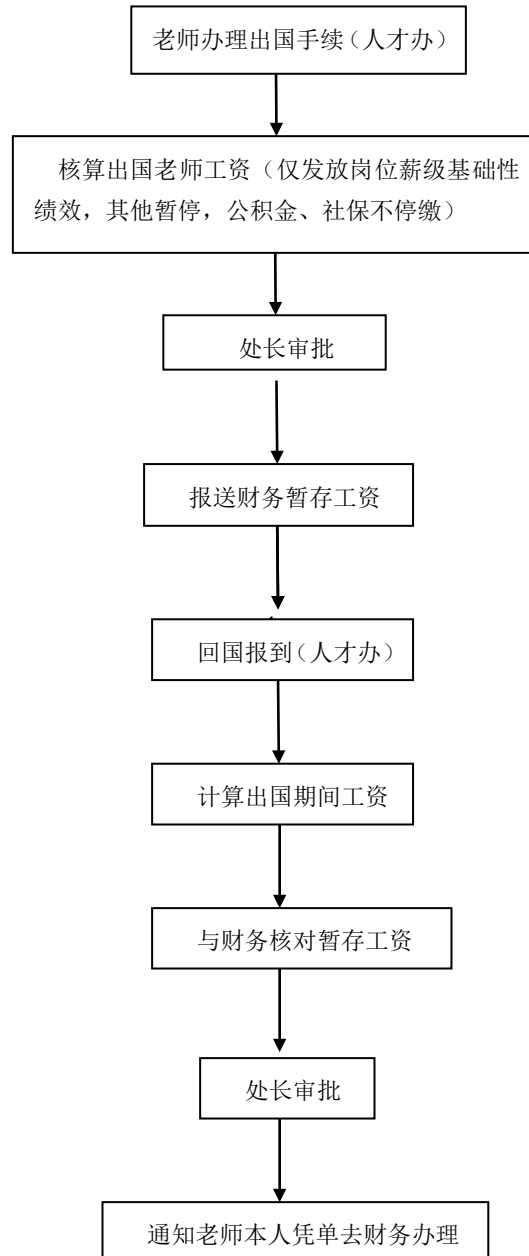 老师办理出国手续（人才办）
核算出国老师工资（仅发放岗位薪级基础性
绩效，其他暂停，公积金、社保不停缴）
处长审批
报送财务暂存工资
回国报到（人才办）
计算出国期间工资
与财务核对暂存工资
处长审批
通知老师本人凭单去财务办理